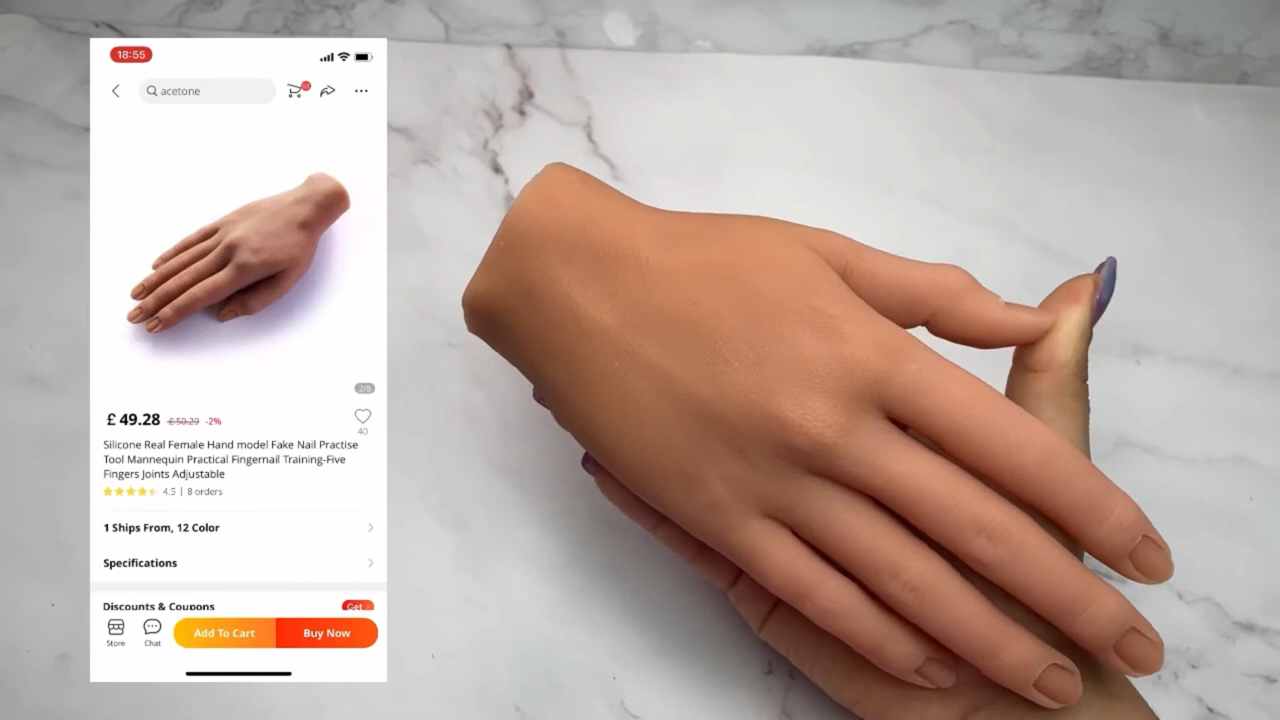 18:55
acetone
2/8
£ 49.28 £ 50.29 -2%
40
Silicone Real Female Hand model Fake Nail Practise
Tool Mannequin Practical Fingernail Training-Five
Fingers Joints Adjustable
4.5 | 8 orders
1 Ships From, 12 Color
Specifications
Discounts & Coupons
Get
Store
Chat
Add To Cart
Buy Now